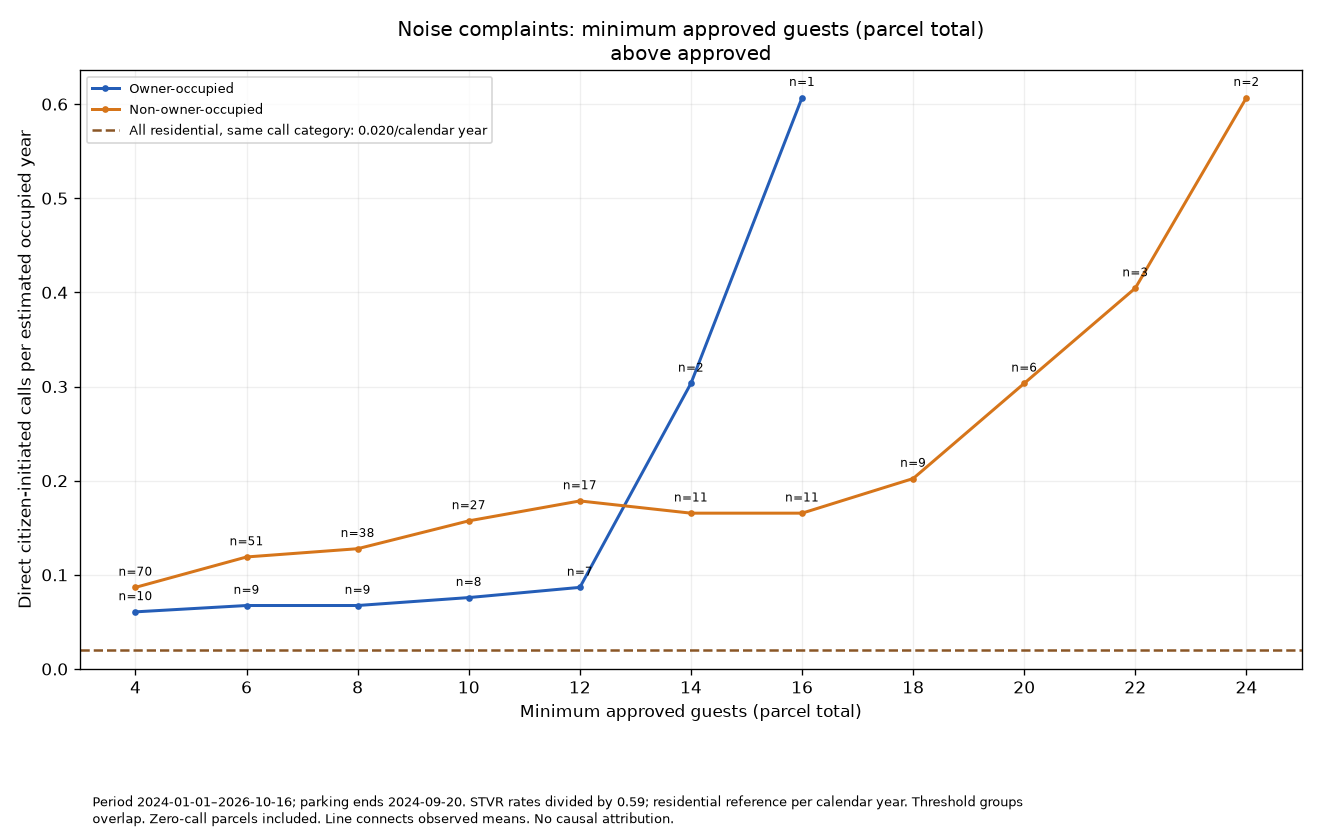 Noise complaints: minimum approved guests (parcel total)
above approved
Direct citizen-initiated calls per estimated occupied year
Owner-occupied
Non-owner-occupied
All residential, same call category: 0.020/calendar year
0.6
0.5
0.4
0.3
0.2
0.1
0.0
n=1
n=2
n=3
n=2
n=6
n=9
n=17
n=11
n=11
n=27
n=38
n=51
n=70
n=7
n=8
n=9
n=9
n=10
4 6 8 10 12 14 16 18 20 22 24
Minimum approved guests (parcel total)
Period 2024-01-01–2026-10-16; parking ends 2024-09-20. STVR rates divided by 0.59; residential reference per calendar year. Threshold groups
overlap. Zero-call parcels included. Line connects observed means. No causal attribution.